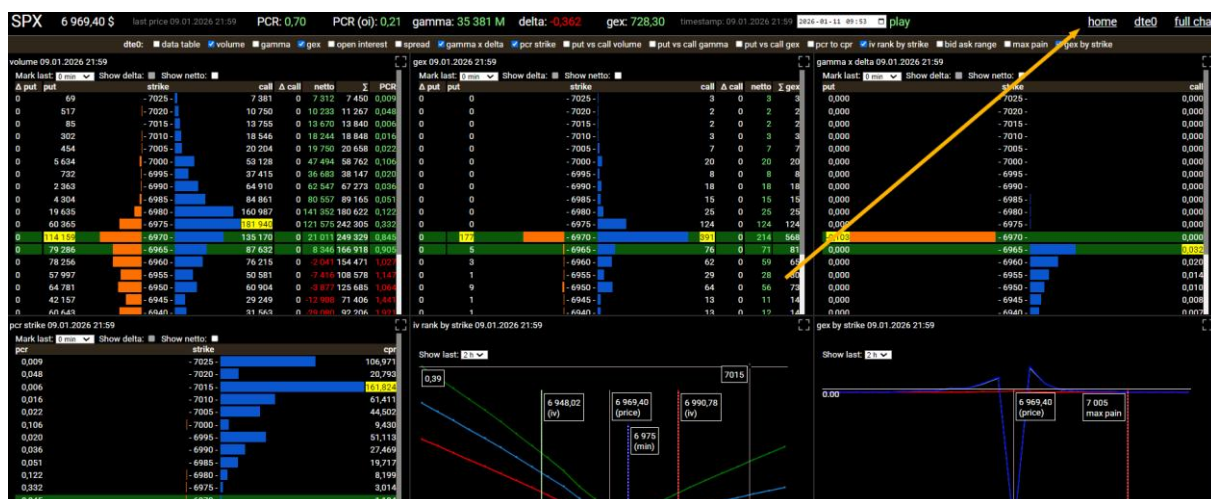 SPX 6 969,40 $ last price 09.01.2026 21:59 PCR: 0,70 PCR (oi): 0,21 gamma: 35 381 M delta: -0,362 gex: 728,30 timestamp: 09.01.2026 21:59 2026-01-11 09:53 play home dte0 full cha
dte0: data table volume gamma gex open interest spread gamma x delta pcr strike put vs call volume put vs call gamma put vs call gex pcr to cpr iv rank by strike bid ask range max pain gex by strike
volume 09.01.2026 21:59
Mark last: 0 min Show delta: Show netto:
Δ put put strike call Δ call netto Σ PCR
0 69 - 7025 - 7 381 0 7 312 7 450 0,009
0 517 - 7020 - 10 750 0 10 233 11 267 0,048
0 85 - 7015 - 13 755 0 13 670 13 840 0,006
0 302 - 7010 - 18 546 0 18 244 18 848 0,016
0 454 - 7005 - 20 204 0 19 750 20 658 0,022
0 5 634 - 7000 - 53 128 0 47 494 58 762 0,106
0 732 - 6995 - 37 415 0 36 683 38 147 0,020
0 2 363 - 6990 - 64 910 0 62 547 67 273 0,036
0 4 304 - 6985 - 84 861 0 80 557 89 165 0,051
0 19 635 - 6980 - 160 987 0 141 352 180 622 0,122
0 60 365 - 6975 - 181 940 0 121 575 242 305 0,332
0 114 159 - 6970 - 135 170 0 21 011 249 329 0,845
0 79 286 - 6965 - 87 632 0 8 346 166 918 0,905
0 78 256 - 6960 - 76 215 0 -2 041 154 471 1,027
0 57 997 - 6955 - 50 581 0 -7 416 108 578 1,147
0 64 781 - 6950 - 60 904 0 -3 877 125 685 1,064
0 42 157 - 6945 - 29 249 0 -12 908 71 406 1,441
0 60 643 - 6940 - 31 563 0 -29 080 92 206 1,921
gex 09.01.2026 21:59
Mark last: 0 min Show delta: Show netto:
Δ put put strike call Δ call netto Σ gex
0 0 - 7025 - 3 0 3 3
0 0 - 7020 - 2 0 2 2
0 0 - 7015 - 2 0 2 2
0 0 - 7010 - 3 0 3 3
0 0 - 7005 - 7 0 7 7
0 0 - 7000 - 20 0 20 20
0 0 - 6995 - 8 0 8 8
0 0 - 6990 - 18 0 18 18
0 0 - 6985 - 15 0 15 15
0 0 - 6980 - 25 0 25 25
0 0 - 6975 - 124 0 124 124
0 177 - 6970 - 391 0 214 568
0 5 - 6965 - 76 0 71 81
0 3 - 6960 - 62 0 59 65
0 1 - 6955 - 29 0 28 30
0 9 - 6950 - 64 0 56 73
0 1 - 6945 - 13 0 11 14
0 1 - 6940 - 13 0 12 14
gamma x delta 09.01.2026 21:59
put strike call
0,000 - 7025 - 0,000
0,000 - 7020 - 0,000
0,000 - 7015 - 0,000
0,000 - 7010 - 0,000
0,000 - 7005 - 0,000
0,000 - 7000 - 0,000
0,000 - 6995 - 0,000
0,000 - 6990 - 0,000
0,000 - 6985 - 0,000
0,000 - 6980 - 0,000
0,000 - 6975 - 0,000
-0,103 - 6970 - 0,000
0,000 - 6965 - 0,032
0,000 - 6960 - 0,020
0,000 - 6955 - 0,014
0,000 - 6950 - 0,010
0,000 - 6945 - 0,008
0,000 - 6940 - 0,007
pcr strike 09.01.2026 21:59
Mark last: 0 min Show delta: Show netto:
pcr strike cpr
0,009 - 7025 - 106,971
0,048 - 7020 - 20,793
0,006 - 7015 - 161,824
0,016 - 7010 - 61,411
0,022 - 7005 - 44,502
0,106 - 7000 - 9,430
0,020 - 6995 - 51,113
0,036 - 6990 - 27,469
0,051 - 6985 - 19,717
0,122 - 6980 - 8,199
0,332 - 6975 - 3,014
iv rank by strike 09.01.2026 21:59
Show last: 2 h
0,39
7015
6 948,02
(iv)
6 969,40
(price)
6 990,78
(iv)
6 975
(min)
gex by strike 09.01.2026 21:59
Show last: 2 h
0.00
6 969,40
(price)
7 005
max pain